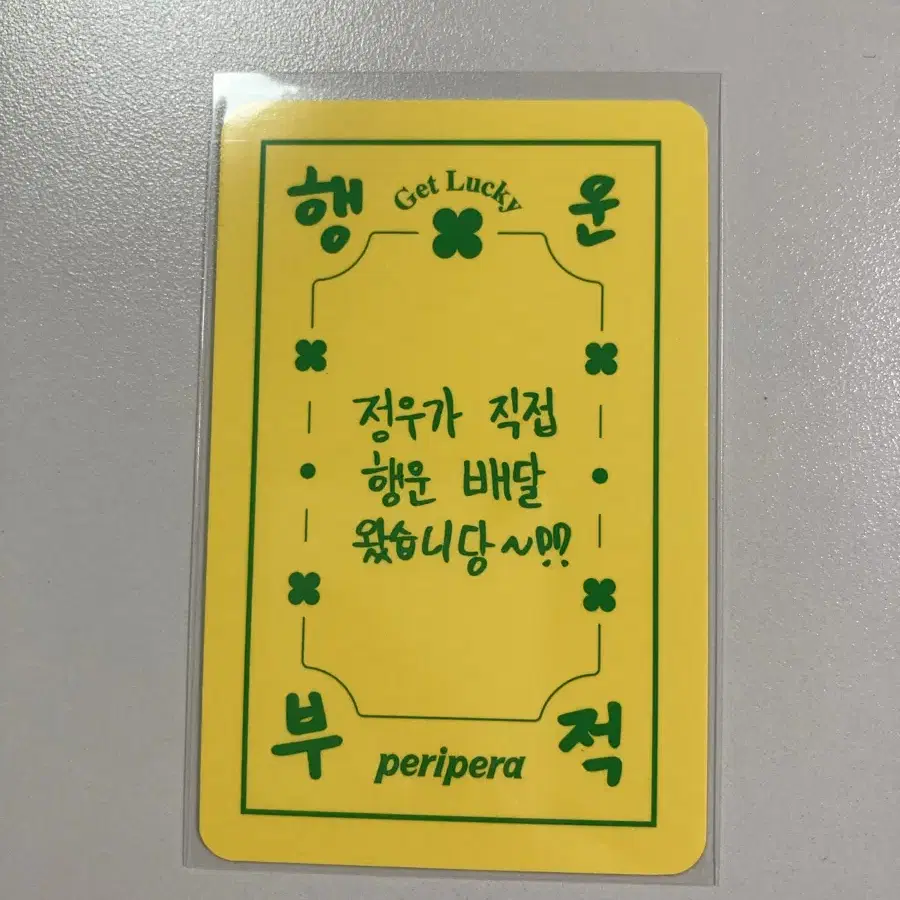 Get Lucky
행 운
정우가 직접
행운 배달
왔습니당~!!
부 적
peripera